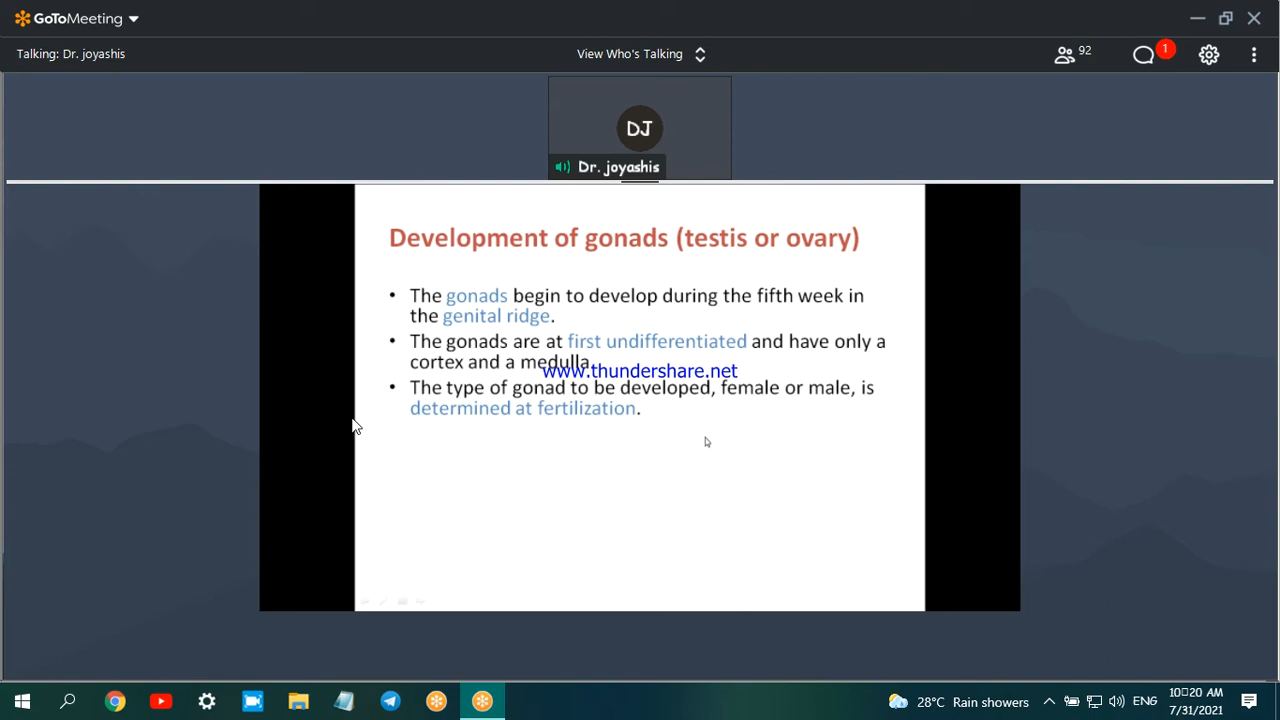 GoToMeeting
Talking: Dr. joyashis
View Who's Talking
92
1
DJ
Dr. joyashis
Development of gonads (testis or ovary)
• The gonads begin to develop during the fifth week in
the genital ridge.
• The gonads are at first undifferentiated and have only a
cortex and a medulla.
www.thundershare.net
• The type of gonad to be developed, female or male, is
determined at fertilization.
28°C Rain showers
ENG
10:20 AM
7/31/2021